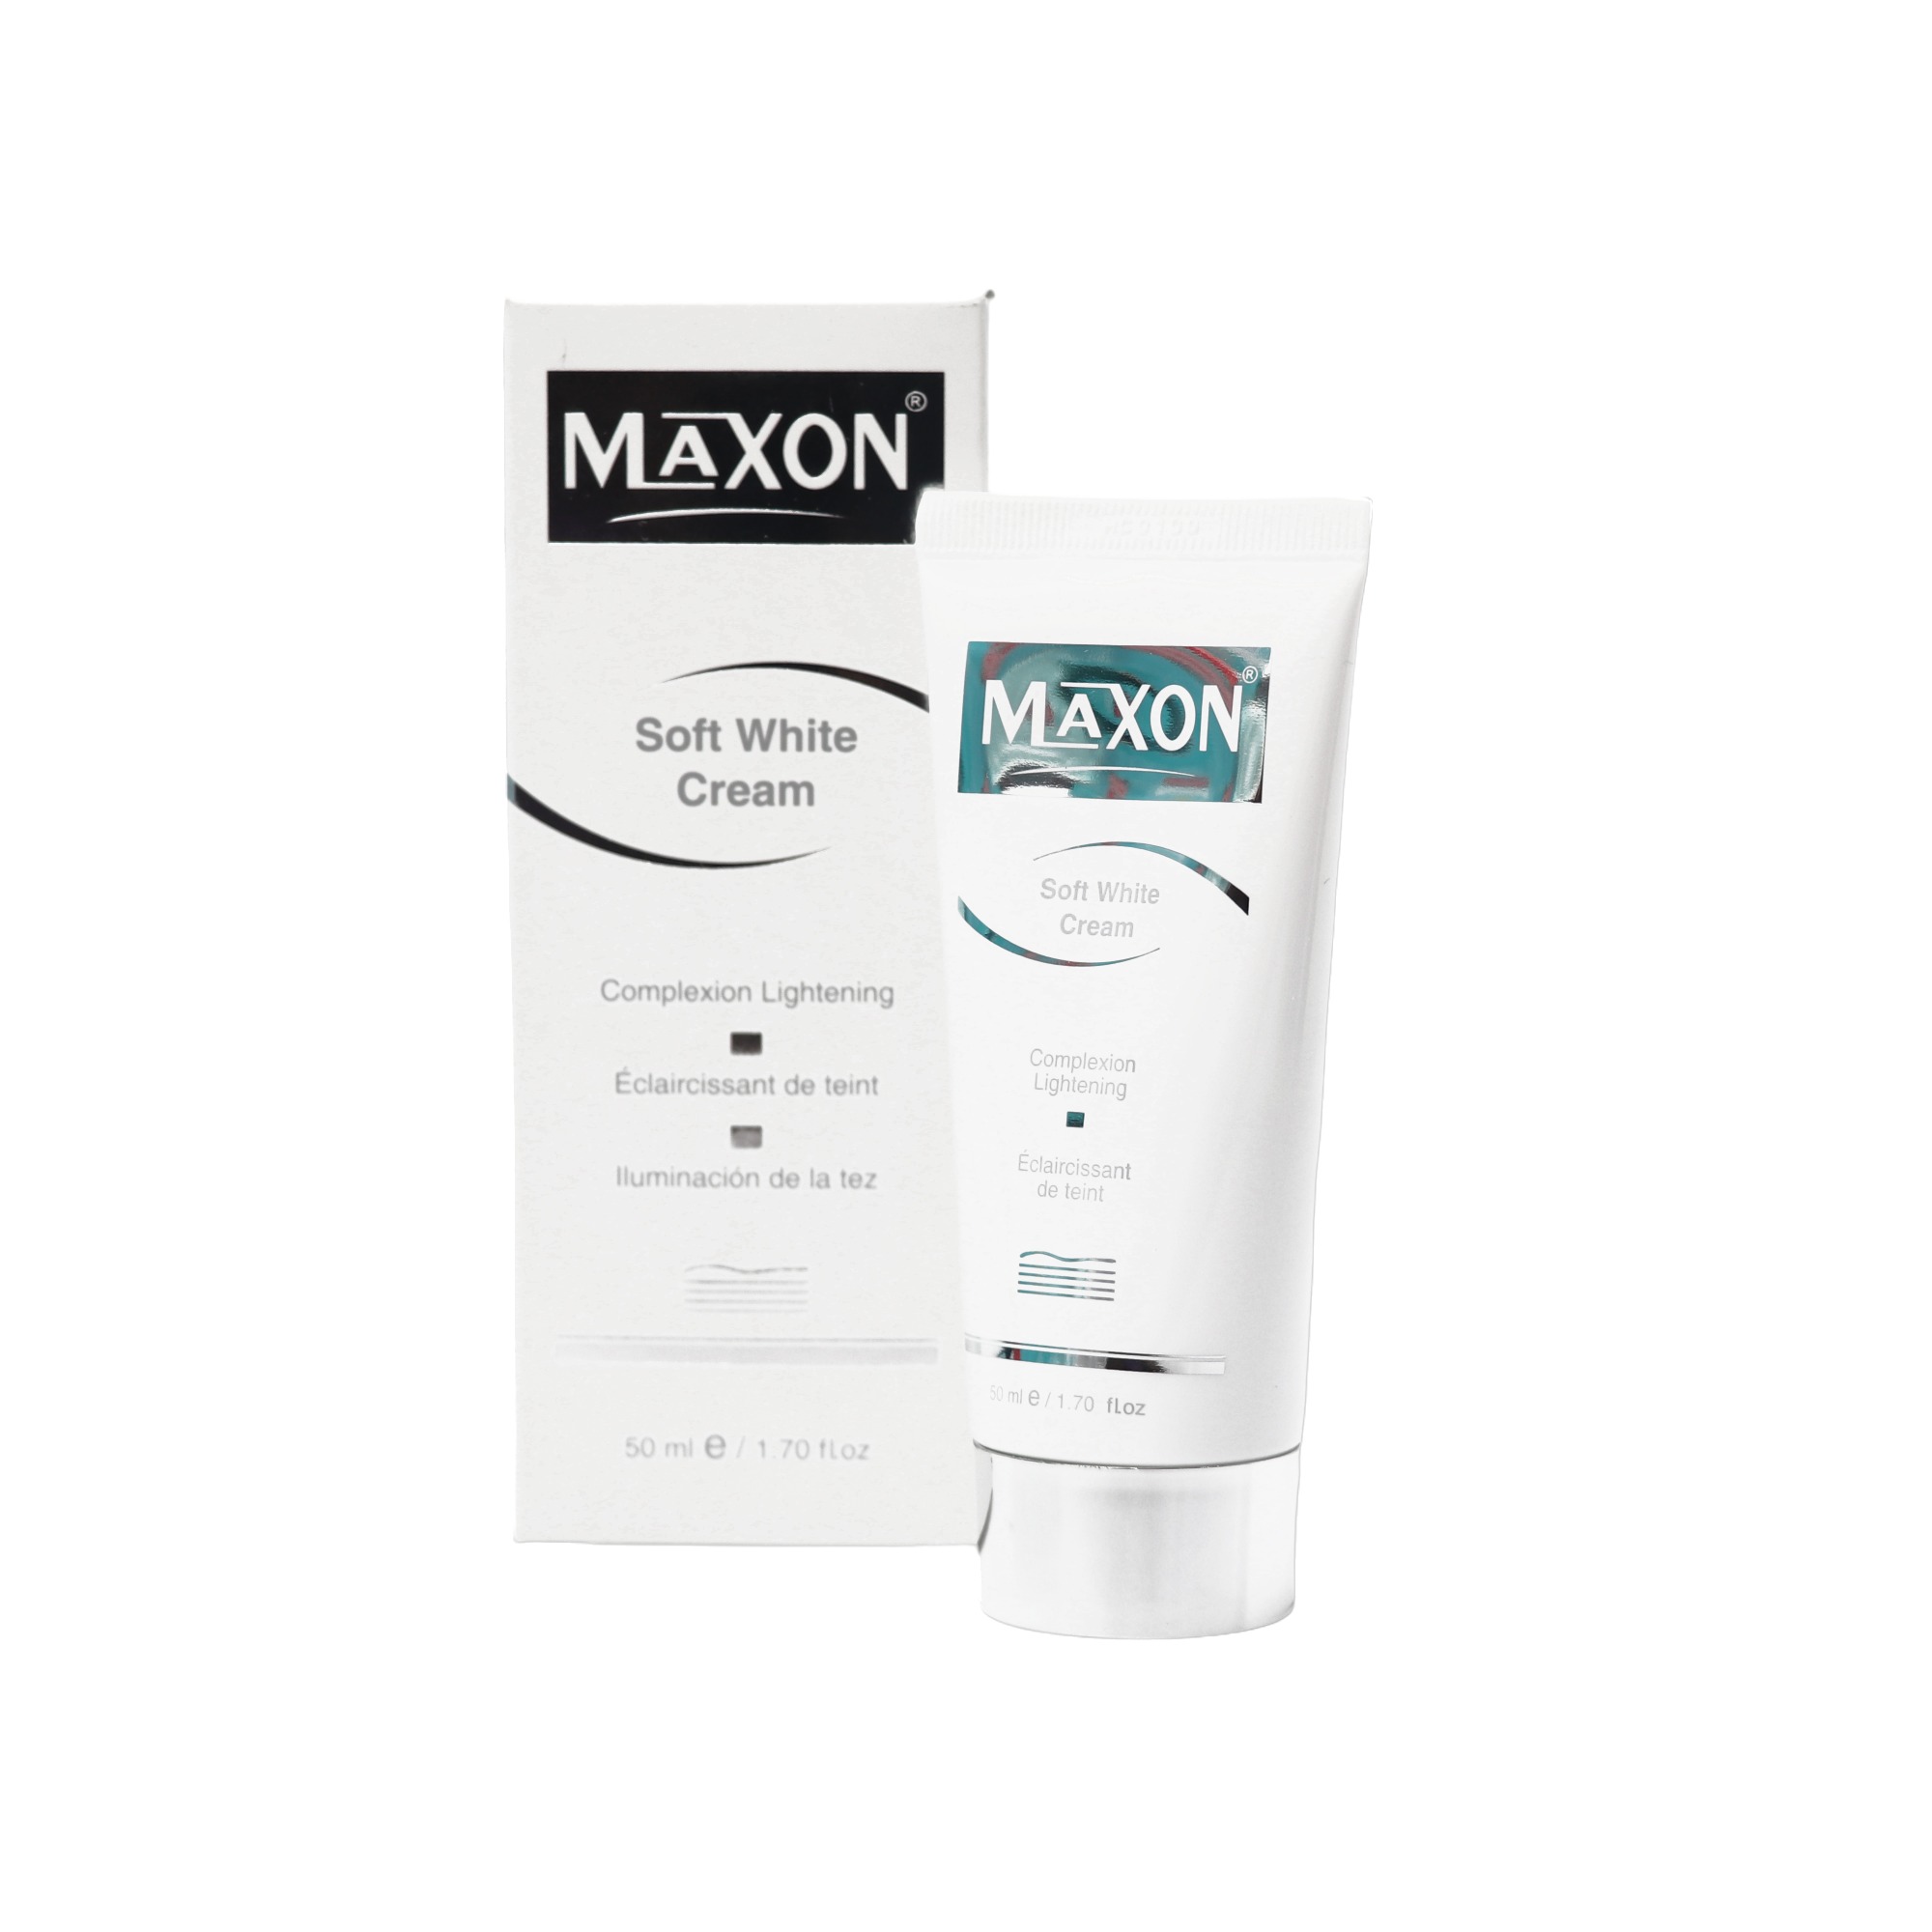 MAXON®
Soft White
Cream
Complexion Lightening
Éclaircissant de teint
Iluminación de la tez
50 ml e / 1.70 fl.oz
MAXON®
Soft White
Cream
Complexion
Lightening
Éclaircissant
de teint
50 ml e / 1.70 fl.oz